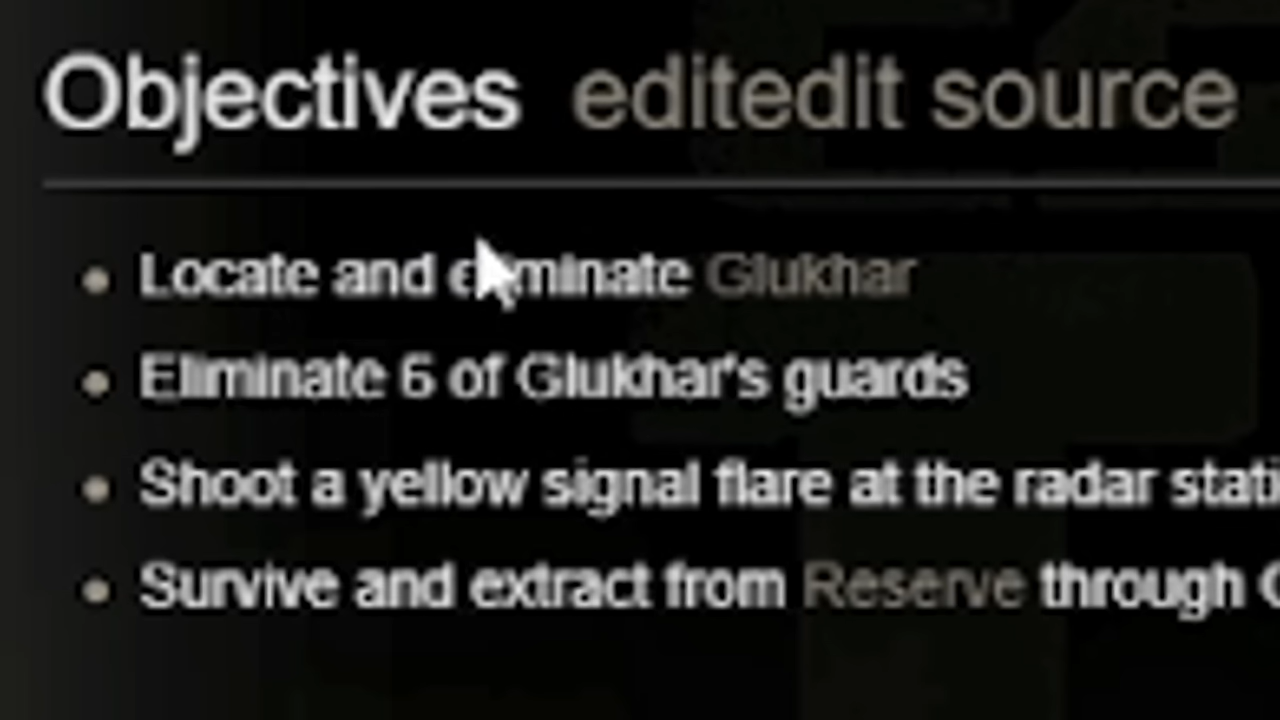 Objectives editedit source
Locate and eliminate Glukhar
Eliminate 6 of Glukhar's guards
Shoot a yellow signal flare at the radar stati
Survive and extract from Reserve through